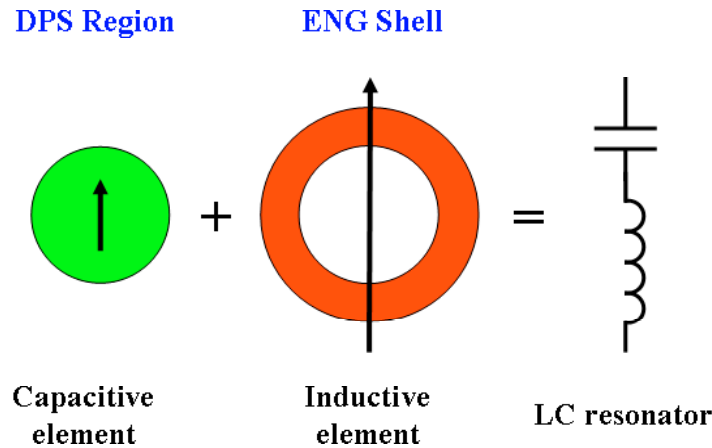 DPS Region
ENG Shell
+
=
Capacitive
element
Inductive
element
LC resonator